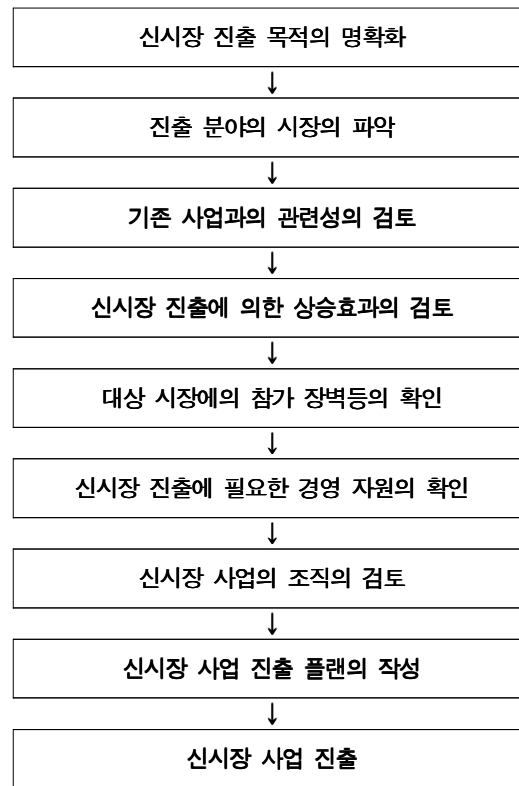 신시장 진출 목적의 명확화
↓
진출 분야의 시장의 파악
↓
기존 사업과의 관련성의 검토
↓
신시장 진출에 의한 상승효과의 검토
↓
대상 시장에의 참가 장벽등의 확인
↓
신시장 진출에 필요한 경영 자원의 확인
↓
신시장 사업의 조직의 검토
↓
신시장 사업 진출 플랜의 작성
↓
신시장 사업 진출